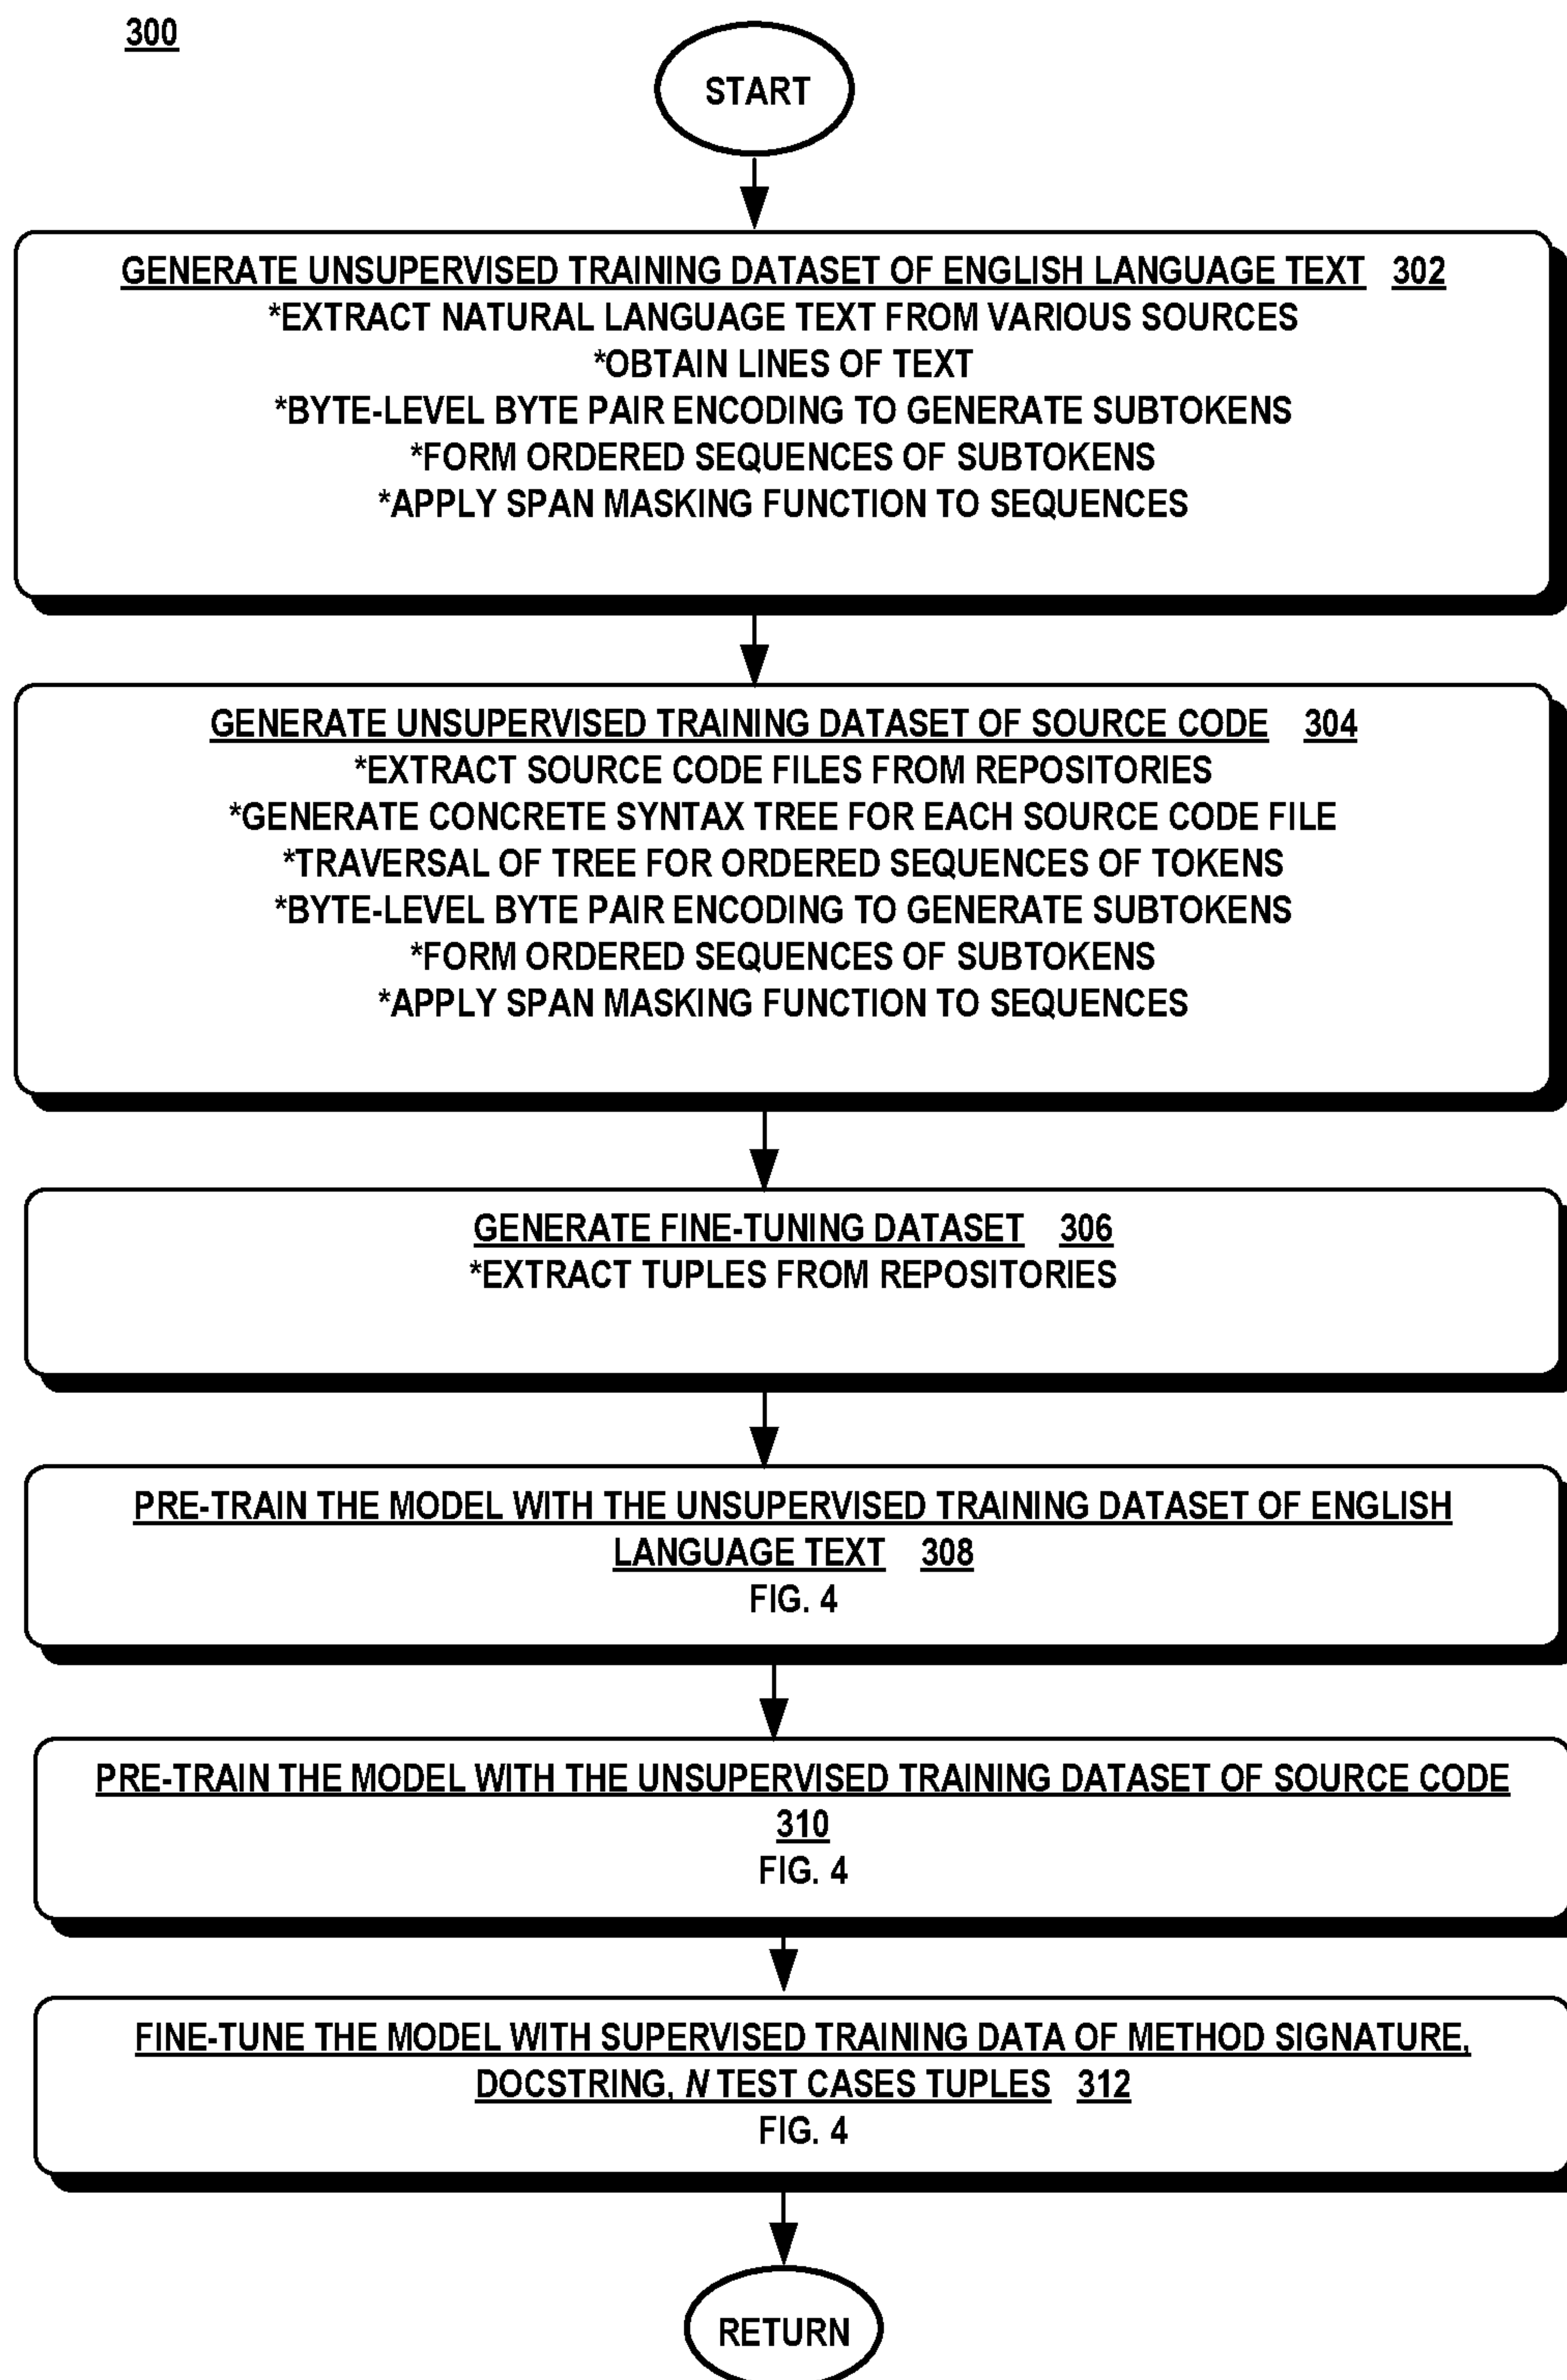 300
START
GENERATE UNSUPERVISED TRAINING DATASET OF ENGLISH LANGUAGE TEXT 302
*EXTRACT NATURAL LANGUAGE TEXT FROM VARIOUS SOURCES
*OBTAIN LINES OF TEXT
*BYTE-LEVEL BYTE PAIR ENCODING TO GENERATE SUBTOKENS
*FORM ORDERED SEQUENCES OF SUBTOKENS
*APPLY SPAN MASKING FUNCTION TO SEQUENCES
GENERATE UNSUPERVISED TRAINING DATASET OF SOURCE CODE 304
*EXTRACT SOURCE CODE FILES FROM REPOSITORIES
*GENERATE CONCRETE SYNTAX TREE FOR EACH SOURCE CODE FILE
*TRAVERSAL OF TREE FOR ORDERED SEQUENCES OF TOKENS
*BYTE-LEVEL BYTE PAIR ENCODING TO GENERATE SUBTOKENS
*FORM ORDERED SEQUENCES OF SUBTOKENS
*APPLY SPAN MASKING FUNCTION TO SEQUENCES
GENERATE FINE-TUNING DATASET 306
*EXTRACT TUPLES FROM REPOSITORIES
PRE-TRAIN THE MODEL WITH THE UNSUPERVISED TRAINING DATASET OF ENGLISH
LANGUAGE TEXT 308
FIG. 4
PRE-TRAIN THE MODEL WITH THE UNSUPERVISED TRAINING DATASET OF SOURCE CODE
310
FIG. 4
FINE-TUNE THE MODEL WITH SUPERVISED TRAINING DATA OF METHOD SIGNATURE,
DOCSTRING, N TEST CASES TUPLES 312
FIG. 4
RETURN